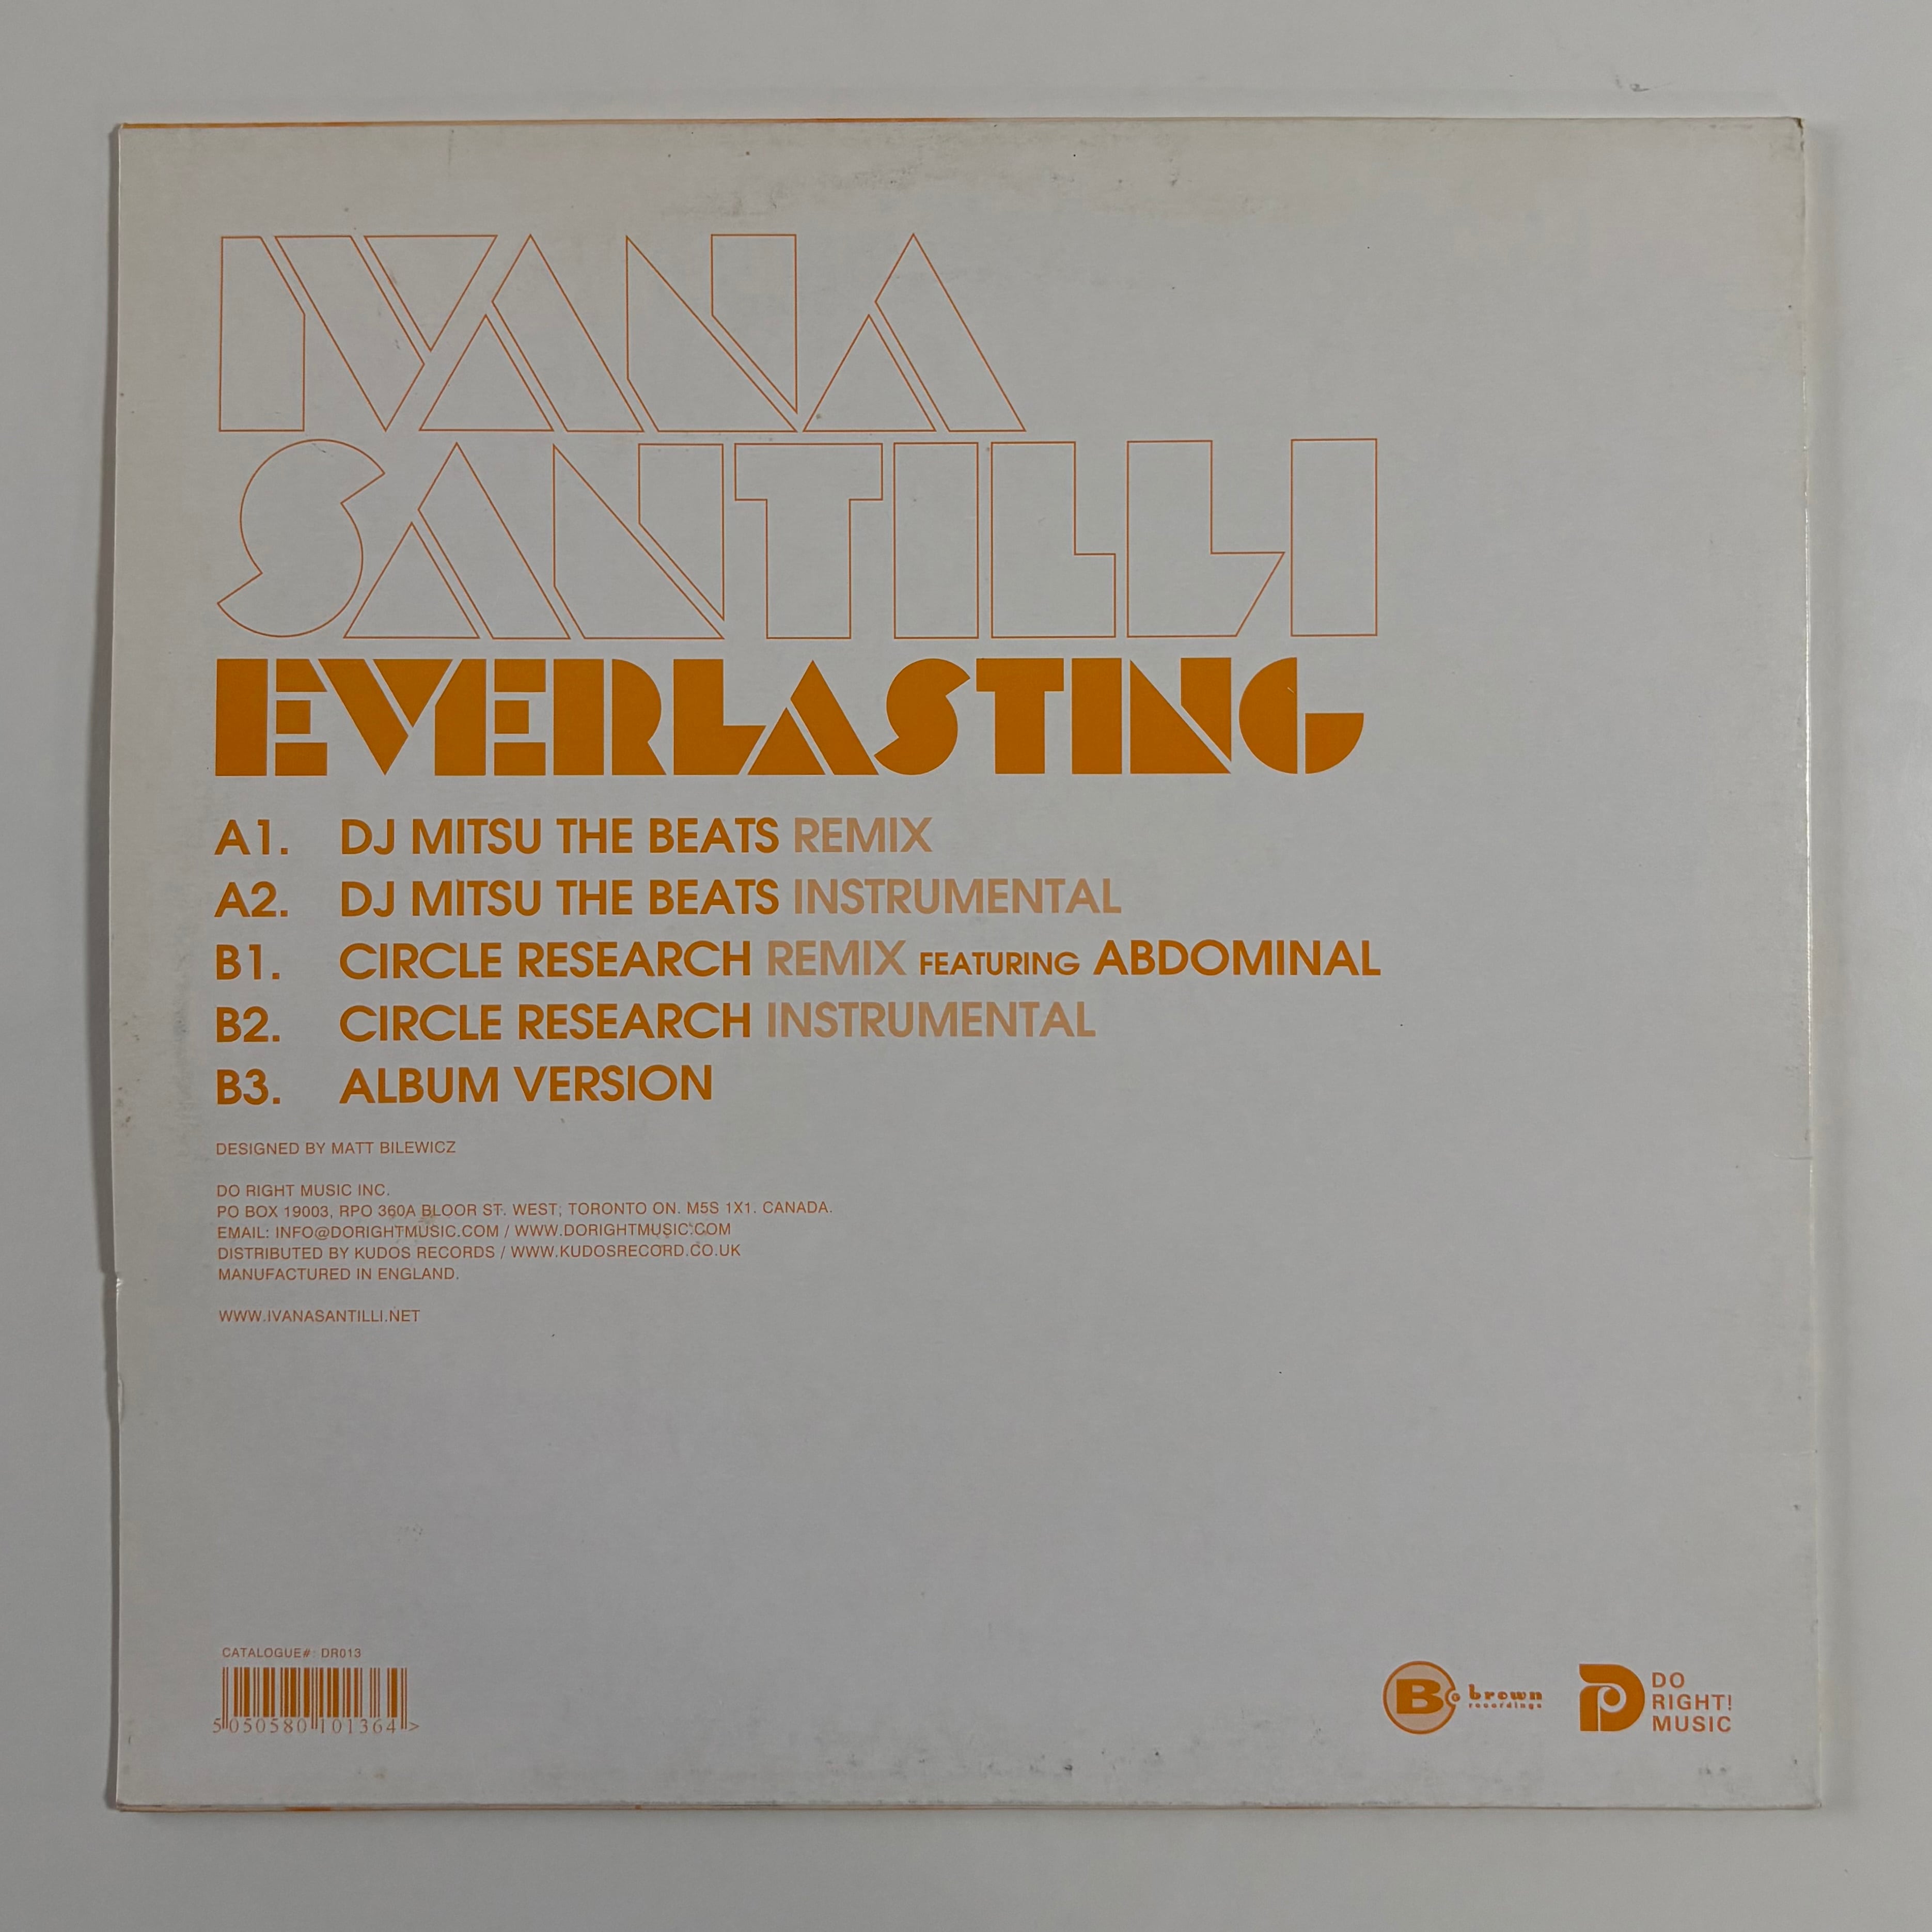 IVANA
SANTILLI
EVERLASTING
A1. DJ MITSU THE BEATS REMIX
A2. DJ MITSU THE BEATS INSTRUMENTAL
B1. CIRCLE RESEARCH REMIX FEATURING ABDOMINAL
B2. CIRCLE RESEARCH INSTRUMENTAL
B3. ALBUM VERSION
DESIGNED BY MATT BILEWICZ
DO RIGHT MUSIC INC.
PO BOX 19003, RPO 360A BLOOR ST. WEST, TORONTO ON. M5S 1X1. CANADA.
EMAIL: INFO@DORIGHTMUSIC.COM / WWW.DORIGHTMUSIC.COM
DISTRIBUTED BY KUDOS RECORDS / WWW.KUDOSRECORD.CO.UK
MANUFACTURED IN ENGLAND.
WWW.IVANASANTILLI.NET
CATALOGUE#: DR013
5 050580 101364 >
B brown
recordings
DO
RIGHT!
MUSIC